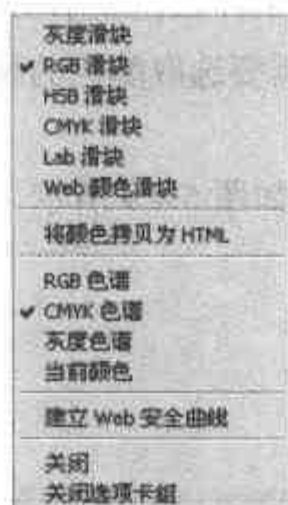 灰度滑块
RGB 滑块
HSB 滑块
CMYK 滑块
Lab 滑块
Web 颜色滑块
将颜色拷贝为 HTML
RGB 色谱
CMYK 色谱
灰度色谱
当前颜色
建立 Web 安全曲线
关闭
关闭选项卡组